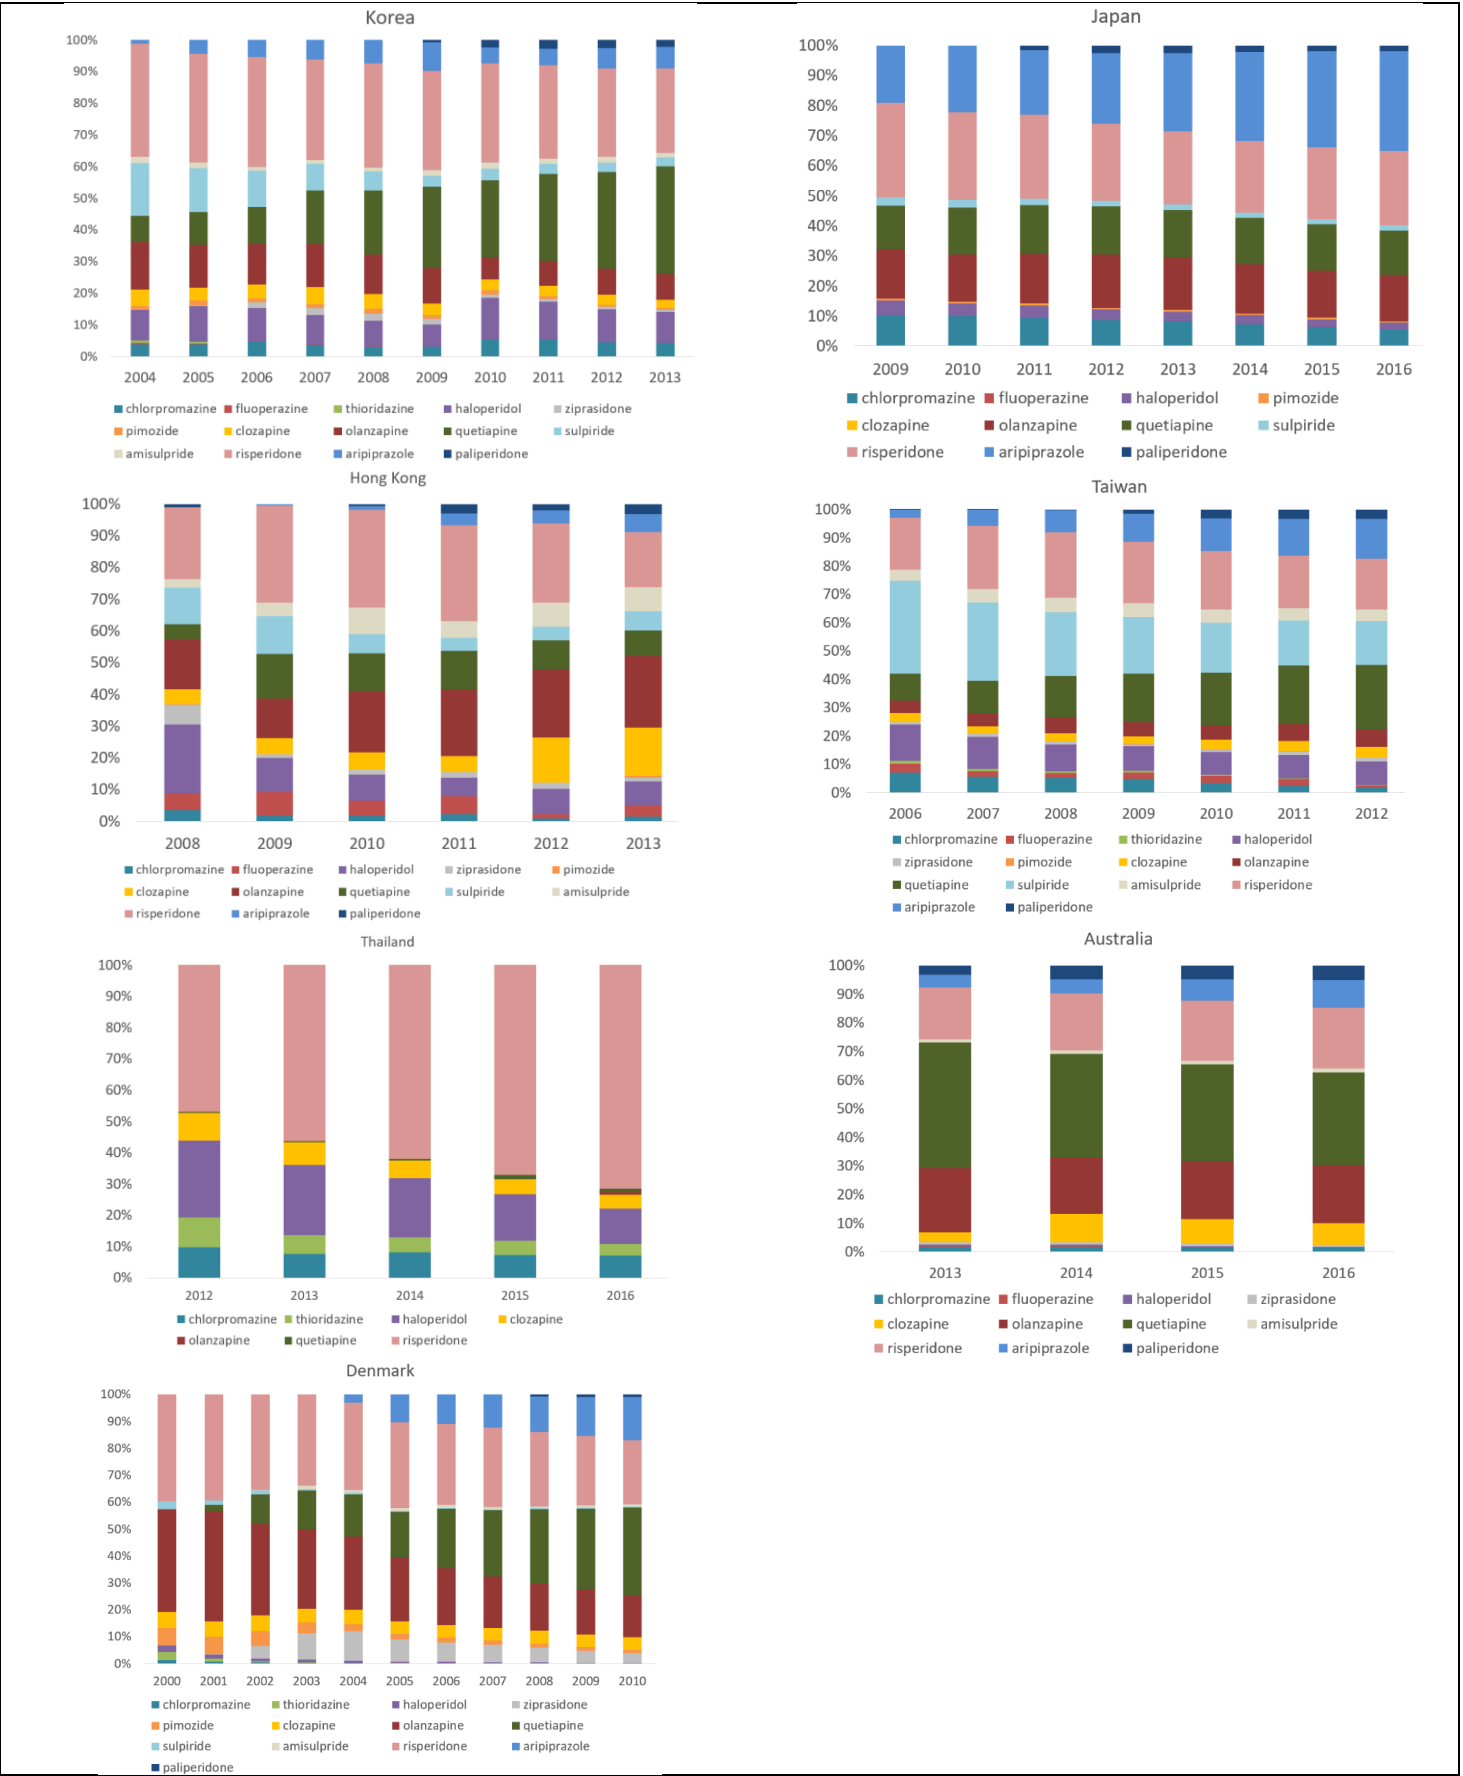 Korea
100%
90%
80%
70%
60%
50%
40%
30%
20%
10%
0%
2004 2005 2006 2007 2008 2009 2010 2011 2012 2013
chlorpromazine fluoperazine thioridazine haloperidol ziprasidone
pimozide clozapine olanzapine quetiapine sulpiride
amisulpride risperidone aripiprazole paliperidone
Japan
100%
90%
80%
70%
60%
50%
40%
30%
20%
10%
0%
2009 2010 2011 2012 2013 2014 2015 2016
chlorpromazine fluoperazine haloperidol pimozide
clozapine olanzapine quetiapine sulpiride
risperidone aripiprazole paliperidone
Hong Kong
100%
90%
80%
70%
60%
50%
40%
30%
20%
10%
0%
2008 2009 2010 2011 2012 2013
chlorpromazine fluoperazine haloperidol ziprasidone pimozide
clozapine olanzapine quetiapine sulpiride amisulpride
risperidone aripiprazole paliperidone
Taiwan
100%
90%
80%
70%
60%
50%
40%
30%
20%
10%
0%
2006 2007 2008 2009 2010 2011 2012
chlorpromazine fluoperazine thioridazine haloperidol
ziprasidone pimozide clozapine olanzapine
quetiapine sulpiride amisulpride risperidone
aripiprazole paliperidone
Thailand
100%
90%
80%
70%
60%
50%
40%
30%
20%
10%
0%
2012 2013 2014 2015 2016
chlorpromazine thioridazine haloperidol clozapine
olanzapine quetiapine risperidone
Australia
100%
90%
80%
70%
60%
50%
40%
30%
20%
10%
0%
2013 2014 2015 2016
chlorpromazine fluoperazine haloperidol ziprasidone
clozapine olanzapine quetiapine amisulpride
risperidone aripiprazole paliperidone
Denmark
100%
90%
80%
70%
60%
50%
40%
30%
20%
10%
0%
2000 2001 2002 2003 2004 2005 2006 2007 2008 2009 2010
chlorpromazine thioridazine haloperidol ziprasidone
pimozide clozapine olanzapine quetiapine
sulpiride amisulpride risperidone aripiprazole
paliperidone